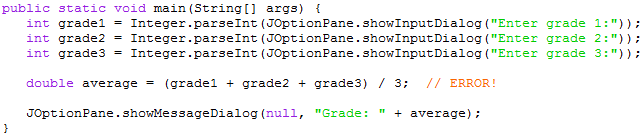 public static void main(String[] args) {
int grade1 = Integer.parseInt(JOptionPane.showInputDialog("Enter grade 1:"));
int grade2 = Integer.parseInt(JOptionPane.showInputDialog("Enter grade 2:"));
int grade3 = Integer.parseInt(JOptionPane.showInputDialog("Enter grade 3:"));
double average = (grade1 + grade2 + grade3) / 3;  // ERROR!
JOptionPane.showMessageDialog(null, "Grade: " + average);
}